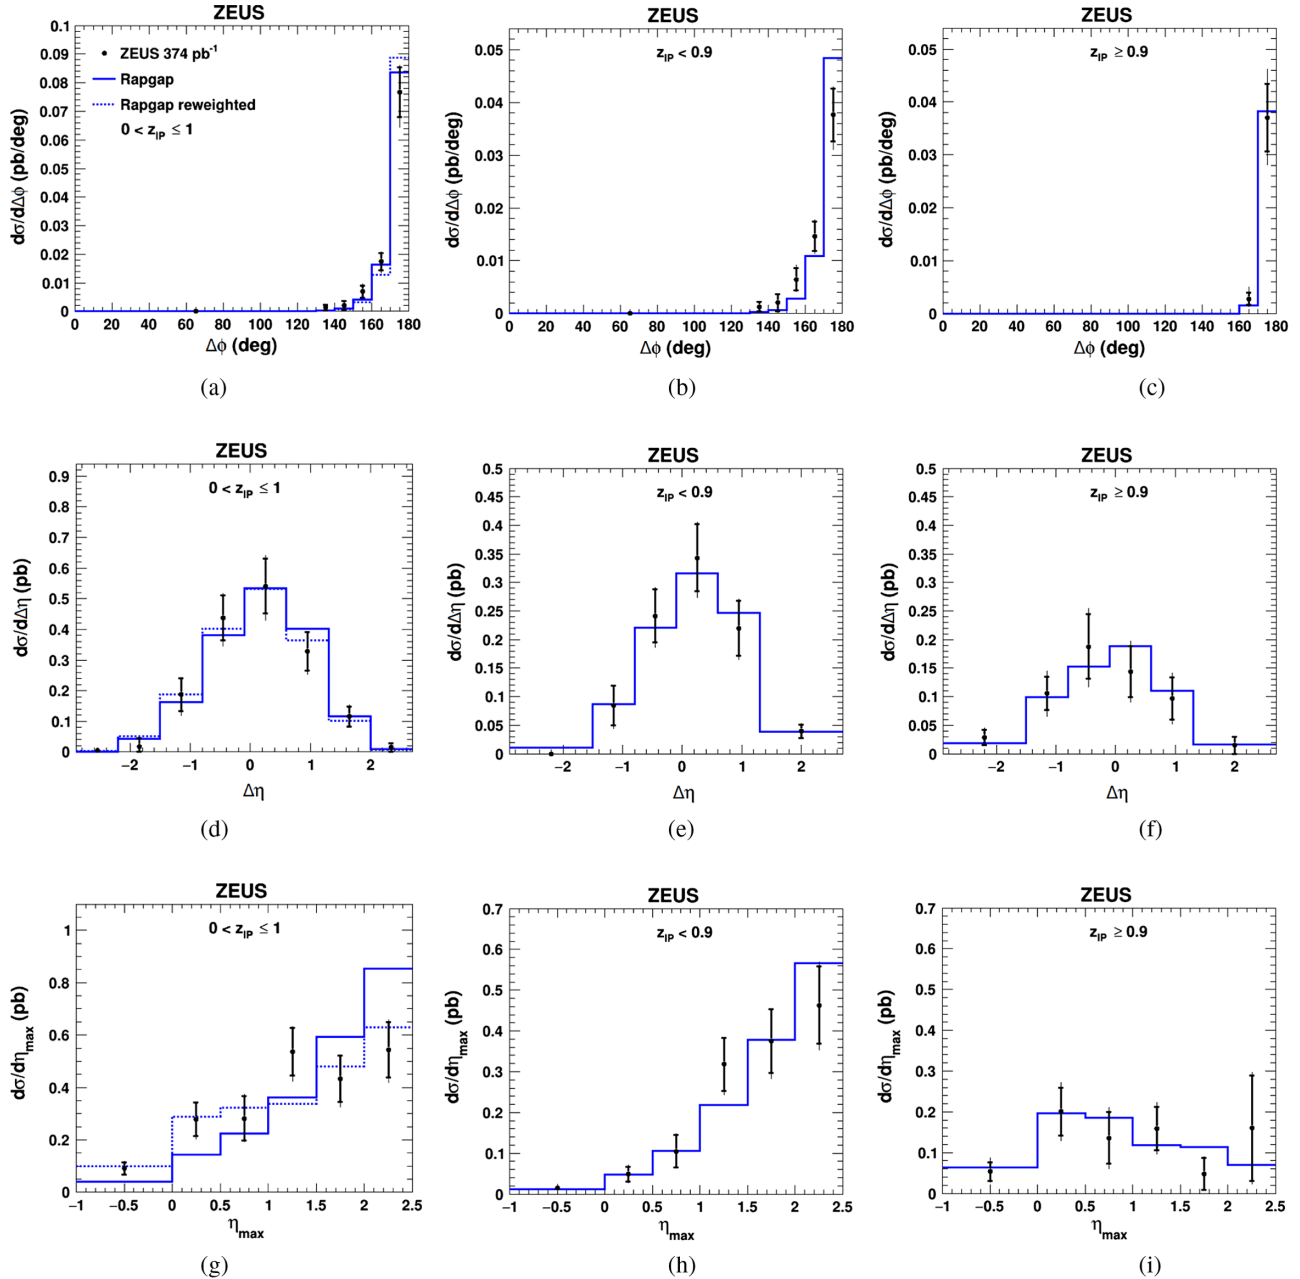 ZEUS
0.1
0.09
0.08
0.07
0.06
0.05
0.04
0.03
0.02
0.01
0
dσ/dΔϕ (pb/deg)
ZEUS 374 pb⁻¹
Rapgap
Rapgap reweighted
0 < z_IP ≤ 1
0 20 40 60 80 100 120 140 160 180
Δϕ (deg)
(a)
ZEUS
z_IP < 0.9
0.05
0.04
0.03
0.02
0.01
0
dσ/dΔϕ (pb/deg)
0 20 40 60 80 100 120 140 160 180
Δϕ (deg)
(b)
ZEUS
z_IP ≥ 0.9
0.05
0.04
0.03
0.02
0.01
0
dσ/dΔϕ (pb/deg)
0 20 40 60 80 100 120 140 160 180
Δϕ (deg)
(c)
ZEUS
0 < z_IP ≤ 1
0.9
0.8
0.7
0.6
0.5
0.4
0.3
0.2
0.1
0
dσ/dΔη (pb)
−2 −1 0 1 2
Δη
(d)
ZEUS
z_IP < 0.9
0.5
0.45
0.4
0.35
0.3
0.25
0.2
0.15
0.1
0.05
0
dσ/dΔη (pb)
−2 −1 0 1 2
Δη
(e)
ZEUS
z_IP ≥ 0.9
0.5
0.45
0.4
0.35
0.3
0.25
0.2
0.15
0.1
0.05
0
dσ/dΔη (pb)
−2 −1 0 1 2
Δη
(f)
ZEUS
0 < z_IP ≤ 1
1
0.8
0.6
0.4
0.2
0
dσ/dη_max (pb)
−1 −0.5 0 0.5 1 1.5 2 2.5
η_max
(g)
ZEUS
z_IP < 0.9
0.7
0.6
0.5
0.4
0.3
0.2
0.1
0
dσ/dη_max (pb)
−1 −0.5 0 0.5 1 1.5 2 2.5
η_max
(h)
ZEUS
z_IP ≥ 0.9
0.7
0.6
0.5
0.4
0.3
0.2
0.1
0
dσ/dη_max (pb)
−1 −0.5 0 0.5 1 1.5 2 2.5
η_max
(i)